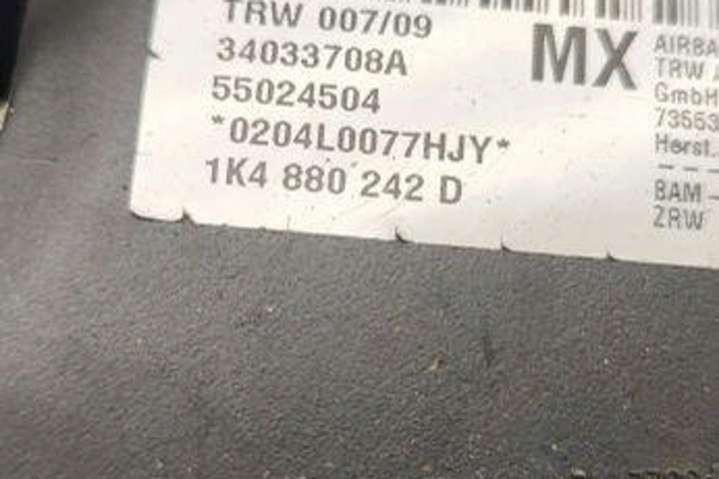 TRW 007/09
34033708A
55024504
*0204L0077HJY*
1K4 880 242 D
MX
AIRBA
TRW A
GmbH
73553
Herst.
BAM -
ZRW